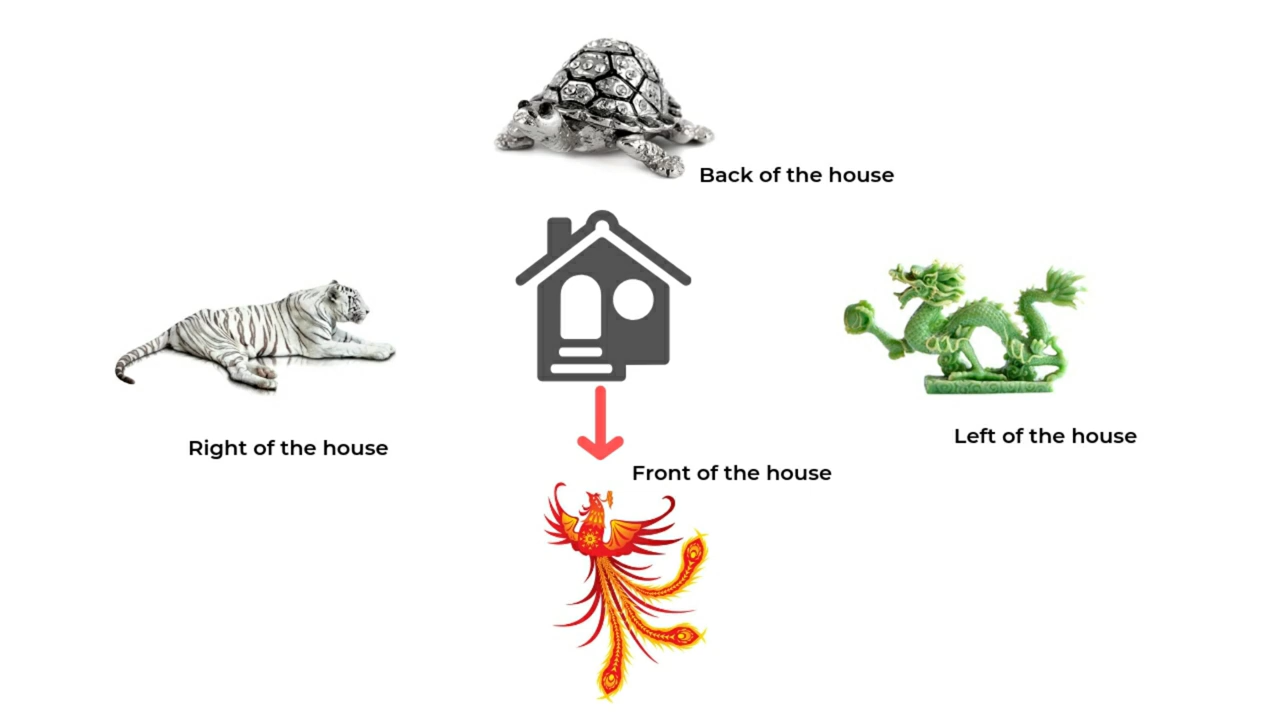 Back of the house
Right of the house
Left of the house
Front of the house